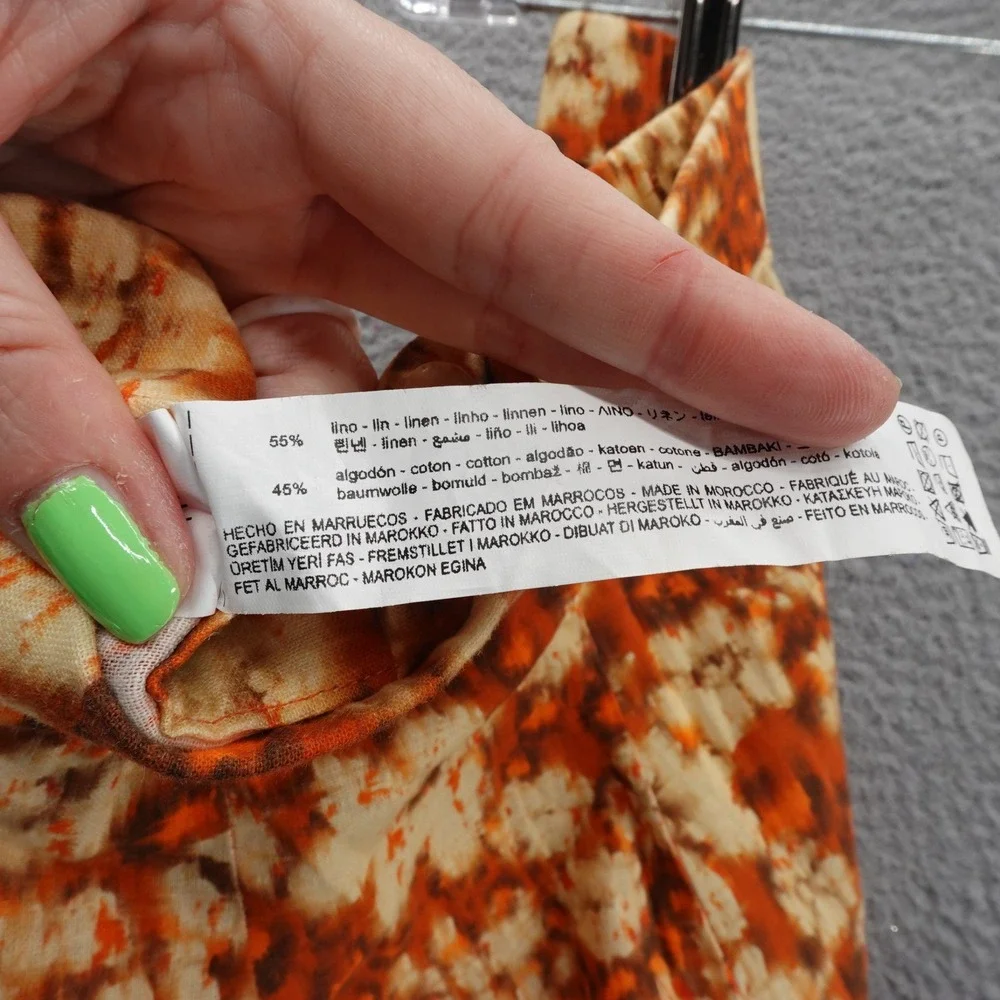 55% lino - lin - linen - linho - linnen - lino - ΛΙΝΟ - リネン -
린넨 - linen - مشمع - liño - lli - lihoa
45% algodón - coton - cotton - algodão - katoen - cotone - BAMBAKI -
baumwolle - bomuld - bombaž - 棉 - 면 - katun - قطن - algodón - cotó - kotoia
HECHO EN MARRUECOS - FABRICADO EM MARROCOS - MADE IN MOROCCO - FABRIQUÉ AU
GEFABRICEERD IN MAROKKO - FATTO IN MAROCCO - HERGESTELLT IN MAROKKO - ΚΑΤΑΣΚΕΥΗ
ÜRETİM YERİ FAS - FREMSTILLET I MAROKKO - DIBUAT DI MAROKO - صنع في المغرب - FEITO EN MARROCOS
FET AL MARROC - MAROKON EGINA